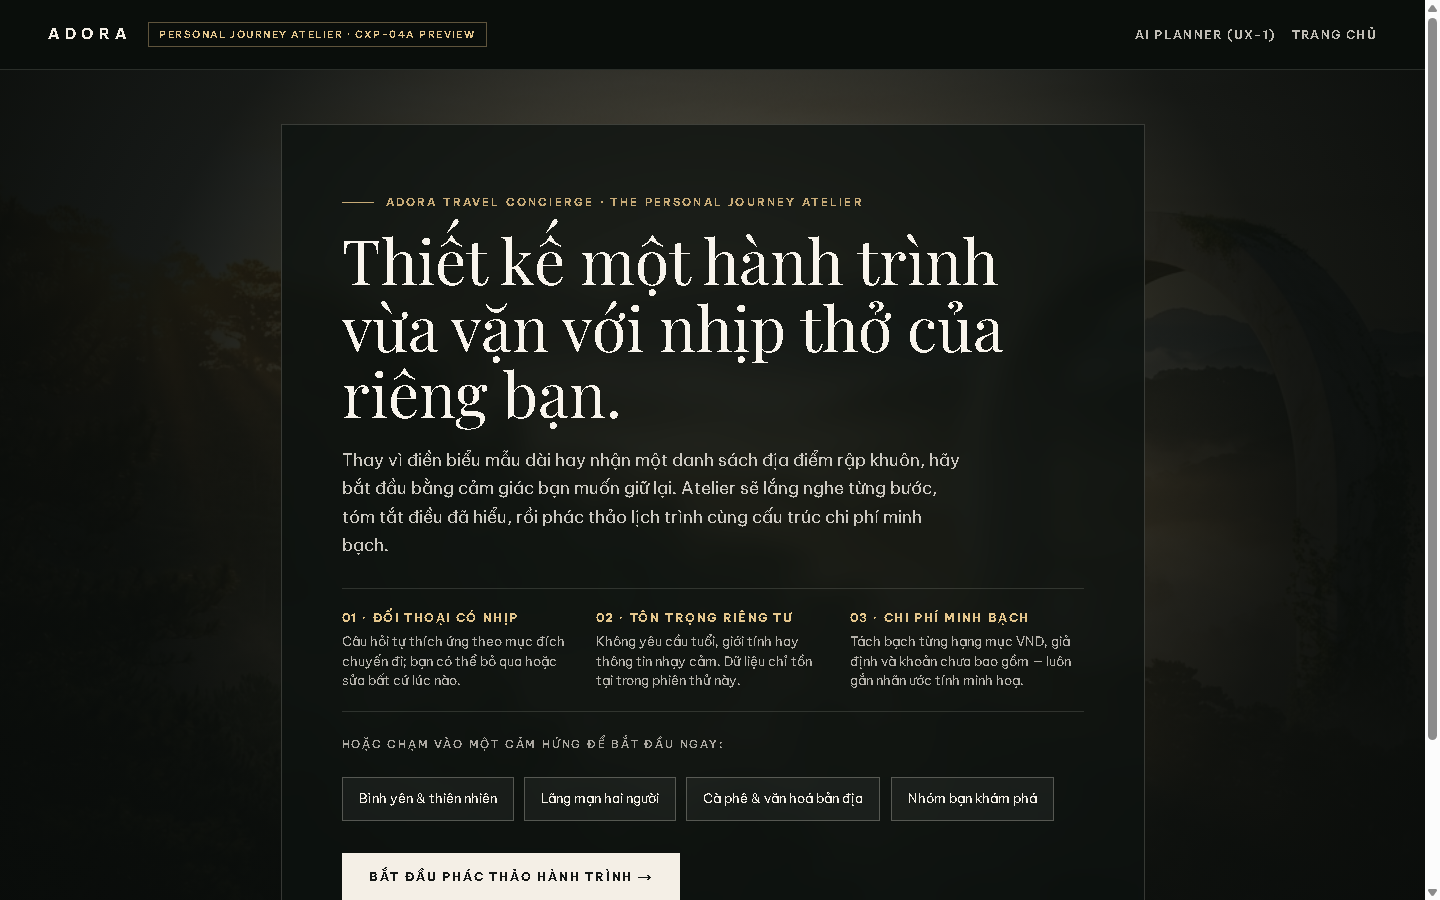 ADORA
PERSONAL JOURNEY ATELIER · CXP-04A PREVIEW
AI PLANNER (UX-1)
TRANG CHỦ
ADORA TRAVEL CONCIERGE · THE PERSONAL JOURNEY ATELIER
Thiết kế một hành trình
vừa vặn với nhịp thở của
riêng bạn.
Thay vì điền biểu mẫu dài hay nhận một danh sách địa điểm rập khuôn, hãy
bắt đầu bằng cảm giác bạn muốn giữ lại. Atelier sẽ lắng nghe từng bước,
tóm tắt điều đã hiểu, rồi phác thảo lịch trình cùng cấu trúc chi phí minh
bạch.
01 · ĐỐI THOẠI CÓ NHỊP
Câu hỏi tự thích ứng theo mục đích
chuyến đi; bạn có thể bỏ qua hoặc
sửa bất cứ lúc nào.
02 · TÔN TRỌNG RIÊNG TƯ
Không yêu cầu tuổi, giới tính hay
thông tin nhạy cảm. Dữ liệu chỉ tồn
tại trong phiên thử này.
03 · CHI PHÍ MINH BẠCH
Tách bạch từng hạng mục VND, giả
định và khoản chưa bao gồm — luôn
gắn nhãn ước tính minh hoạ.
HOẶC CHẠM VÀO MỘT CẢM HỨNG ĐỂ BẮT ĐẦU NGAY:
Bình yên & thiên nhiên
Lãng mạn hai người
Cà phê & văn hoá bản địa
Nhóm bạn khám phá
BẮT ĐẦU PHÁC THẢO HÀNH TRÌNH →